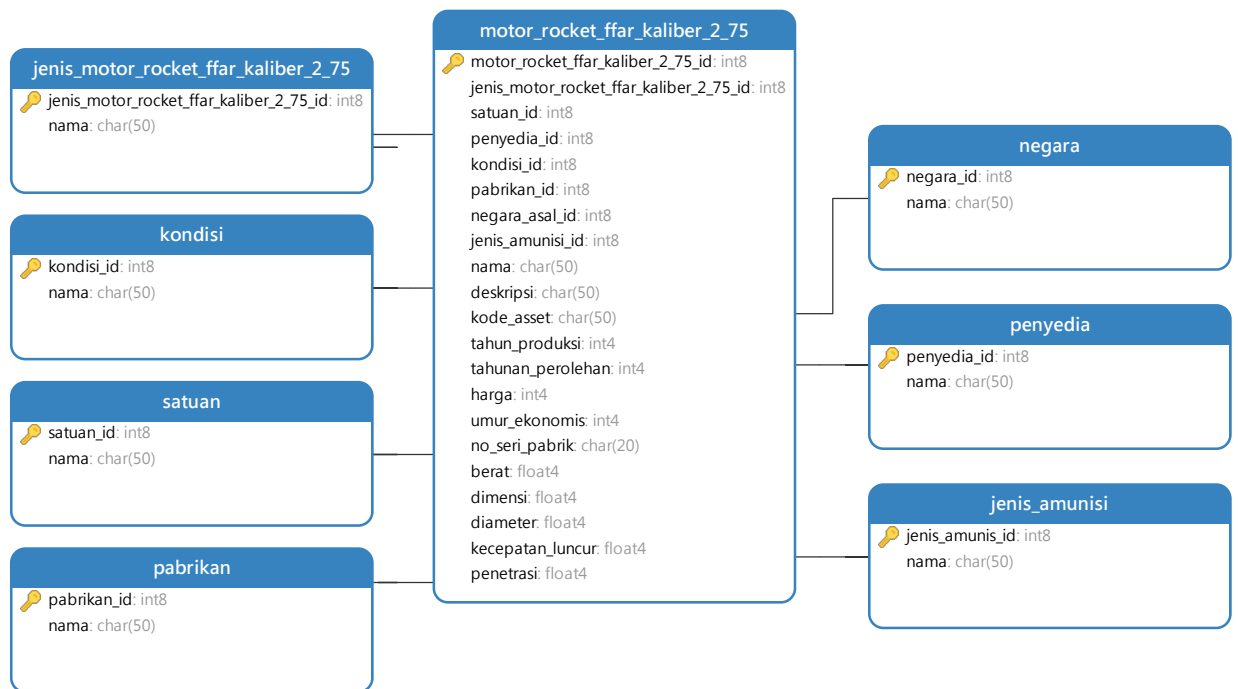 jenis_motor_rocket_ffar_kaliber_2_75
jenis_motor_rocket_ffar_kaliber_2_75_id: int8
nama: char(50)
kondisi
kondisi_id: int8
nama: char(50)
satuan
satuan_id: int8
nama: char(50)
pabrikan
pabrikan_id: int8
nama: char(50)
motor_rocket_ffar_kaliber_2_75
motor_rocket_ffar_kaliber_2_75_id: int8
jenis_motor_rocket_ffar_kaliber_2_75_id: int8
satuan_id: int8
penyedia_id: int8
kondisi_id: int8
pabrikan_id: int8
negara_asal_id: int8
jenis_amunisi_id: int8
nama: char(50)
deskripsi: char(50)
kode_asset: char(50)
tahun_produksi: int4
tahunan_perolehan: int4
harga: int4
umur_ekonomis: int4
no_seri_pabrik: char(20)
berat: float4
dimensi: float4
diameter: float4
kecepatan_luncur: float4
penetrasi: float4
negara
negara_id: int8
nama: char(50)
penyedia
penyedia_id: int8
nama: char(50)
jenis_amunisi
jenis_amunis_id: int8
nama: char(50)